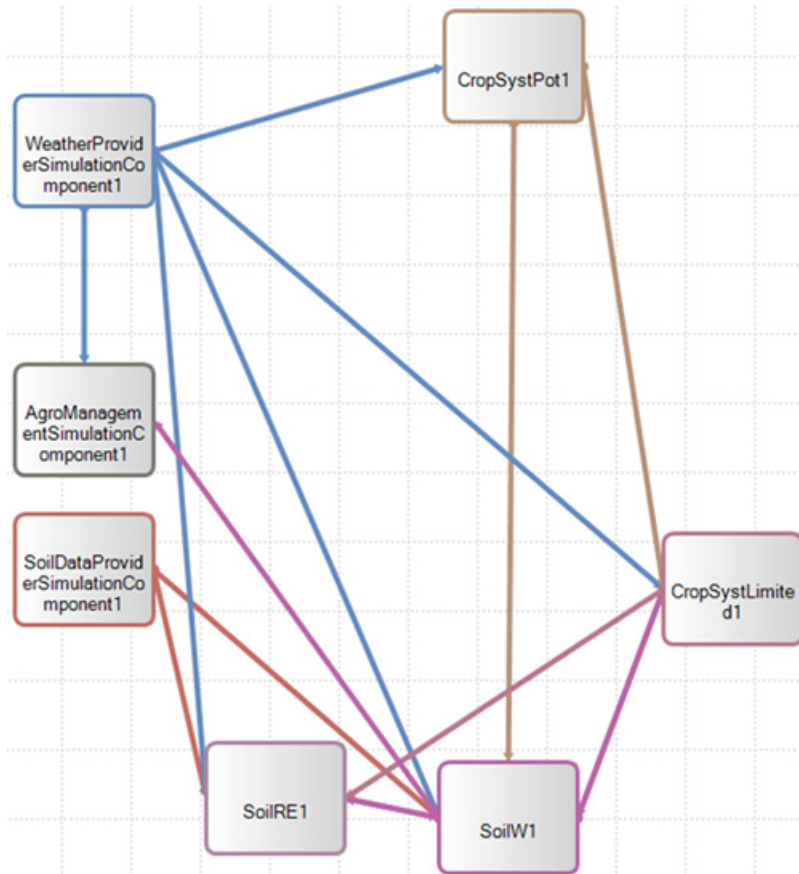 CropSystPot1
WeatherProvid
erSimulationCo
mponent1
AgroManagem
entSimulationC
omponent1
SoilDataProvid
erSimulationCo
mponent1
CropSystLimite
d1
SoilRE1
SoilW1